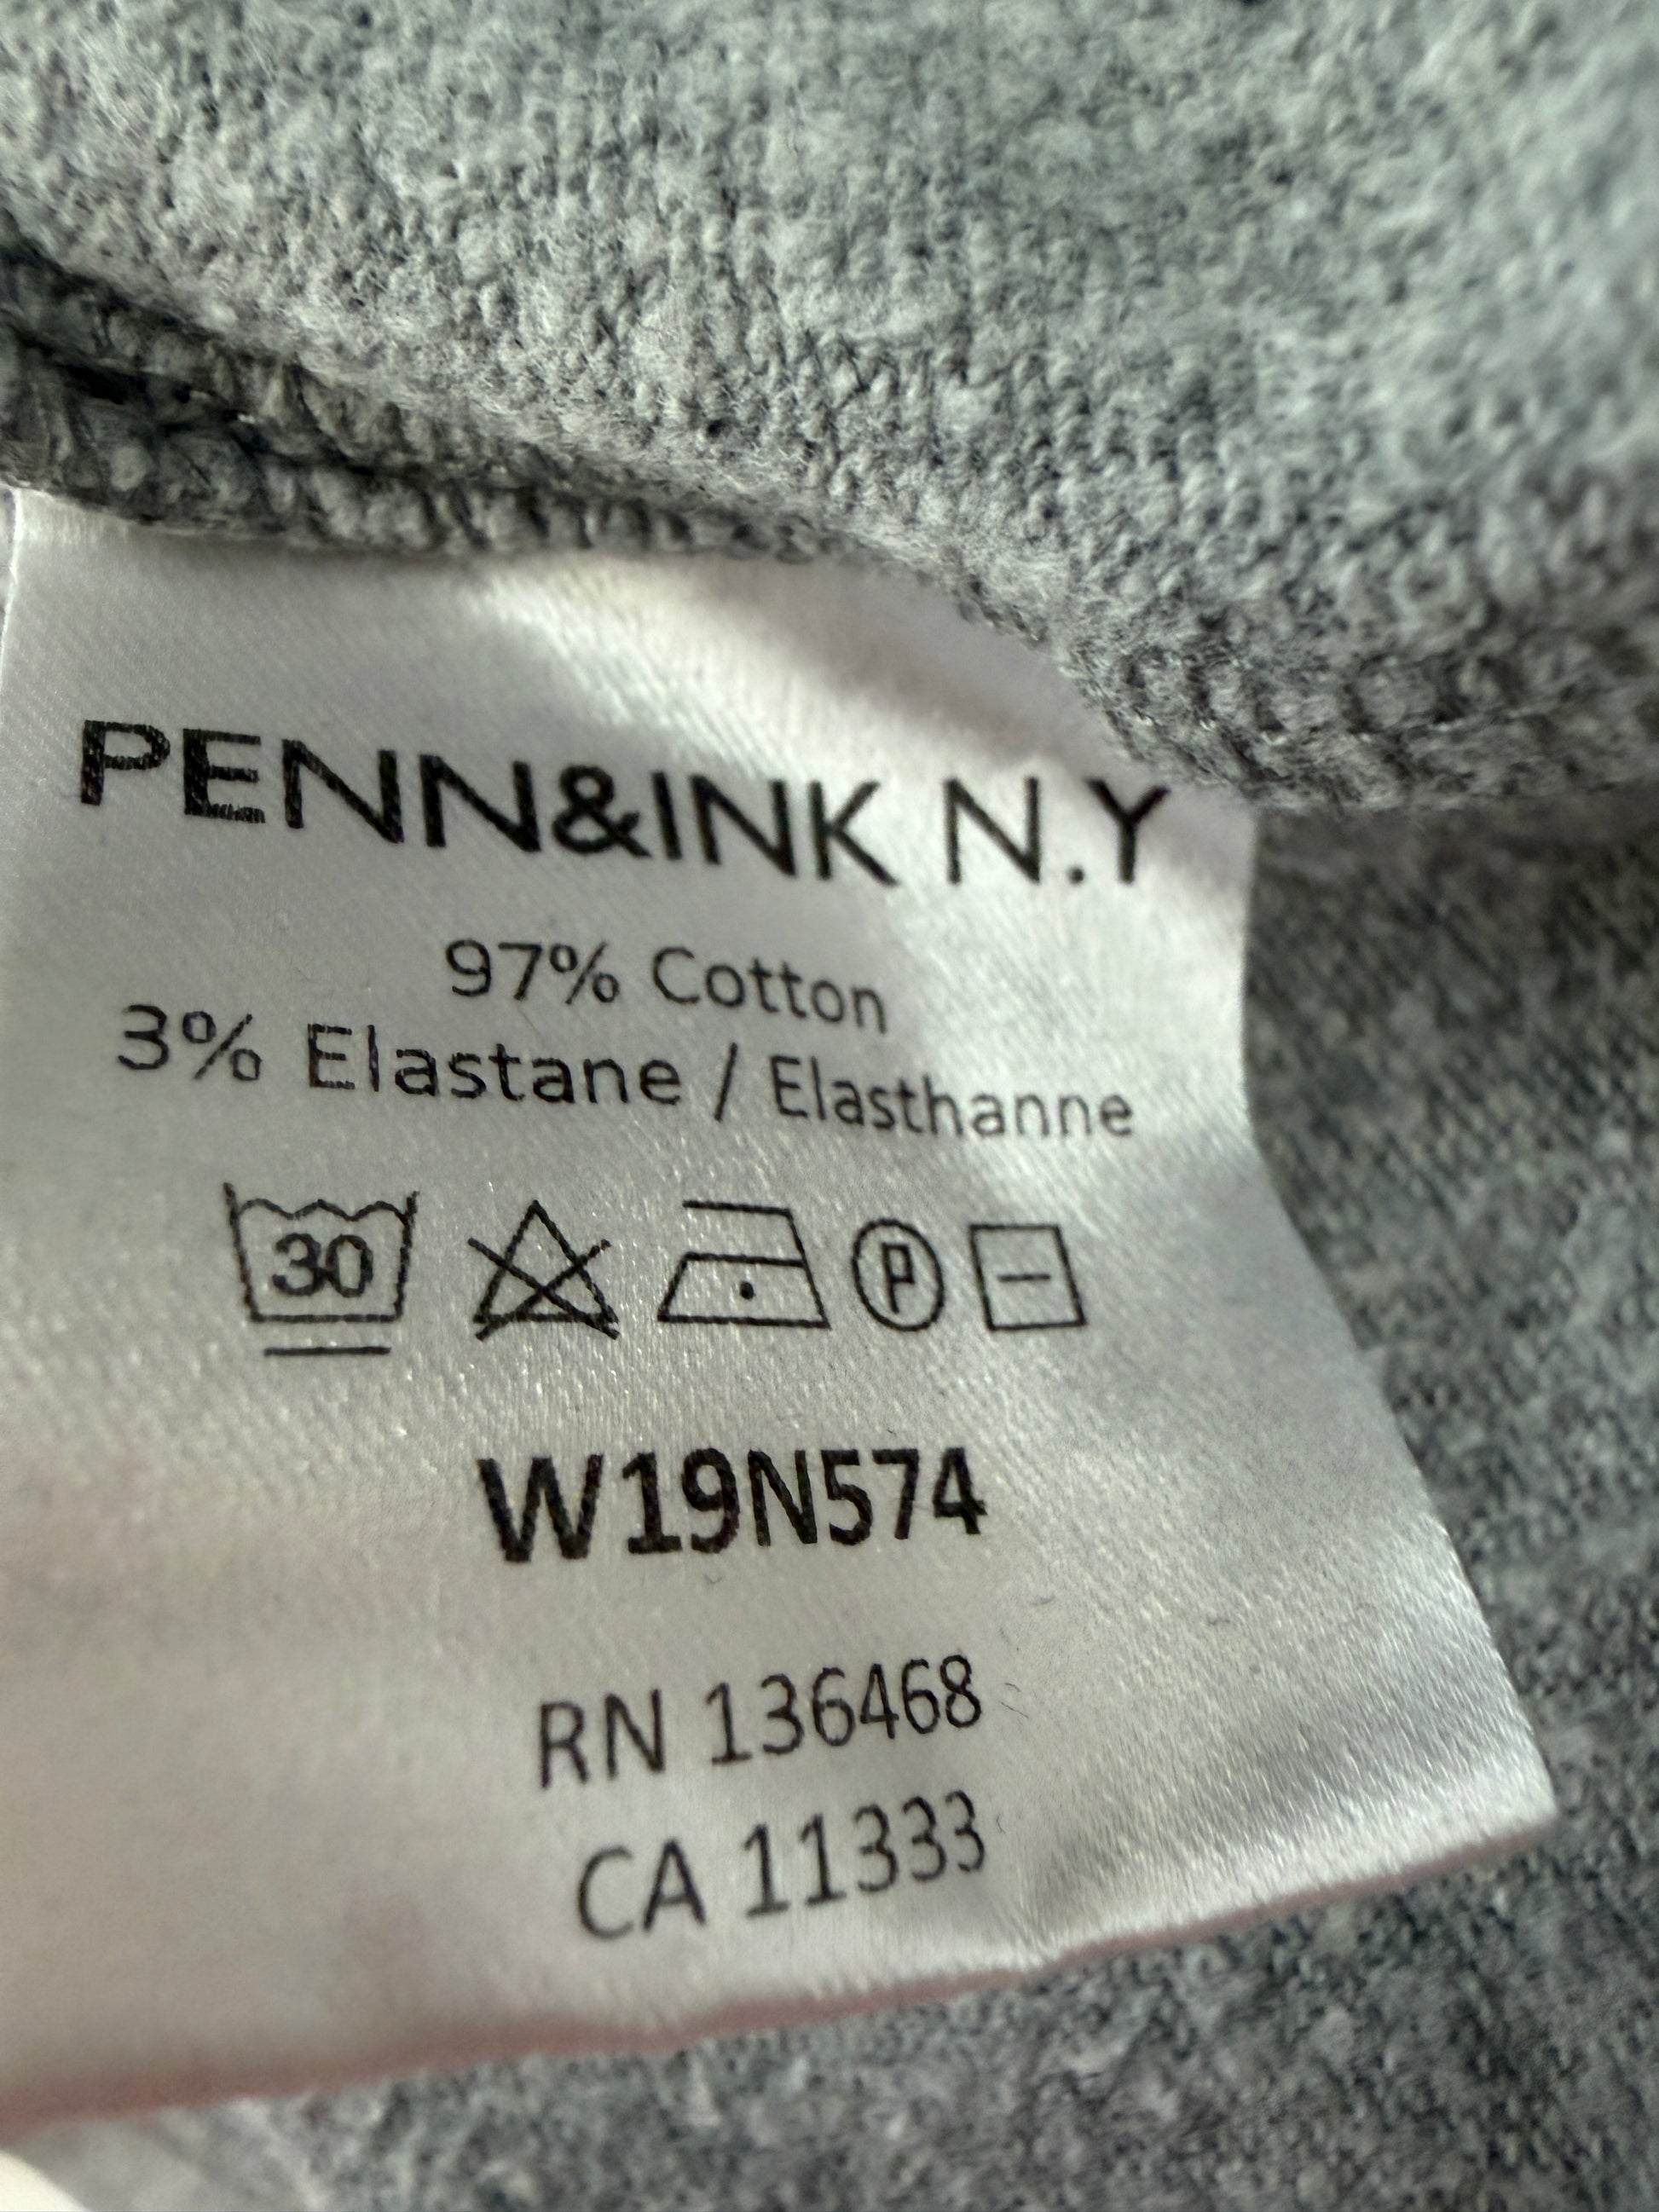 PENN&INK N.Y
97% Cotton
3% Elastane / Elasthanne
30 P
W19N574
RN 136468
CA 11333